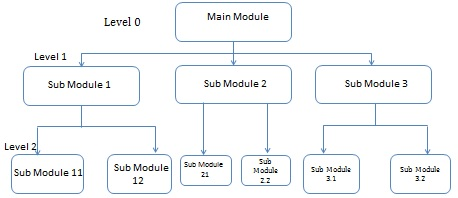 Level 0
Main Module
Level 1
Sub Module 1
Sub Module 2
Sub Module 3
Level 2
Sub Module 11
Sub Module
12
Sub Module
21
Sub
Module
2.2
Sub Module
3.1
Sub Module
3.2